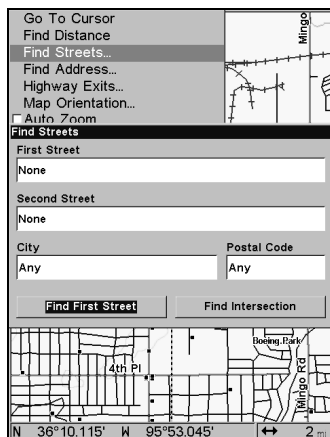 Go To Cursor
Find Distance
Find Streets...
Find Address...
Highway Exits...
Map Orientation...
Auto Zoom
Mingo
Find Streets
First Street
None
Second Street
None
City
Postal Code
Any
Any
Find First Street
Find Intersection
Boeing Park
4th Pl
Mingo Rd
N 36°10.115' W 95°53.045' ↔ 2 mi